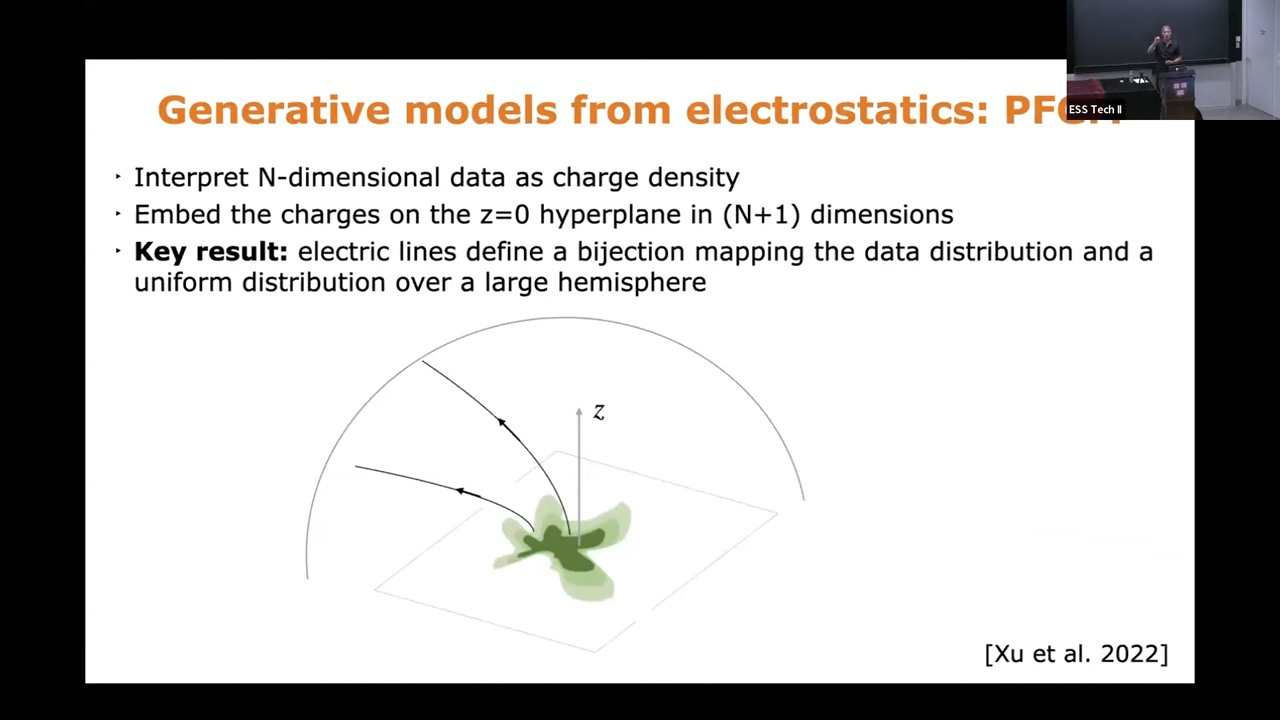 Generative models from electrostatics:
ESS Tech II
‣ Interpret N-dimensional data as charge density
‣ Embed the charges on the z=0 hyperplane in (N+1) dimensions
‣ Key result: electric lines define a bijection mapping the data distribution and a
uniform distribution over a large hemisphere
z
[Xu et al. 2022]